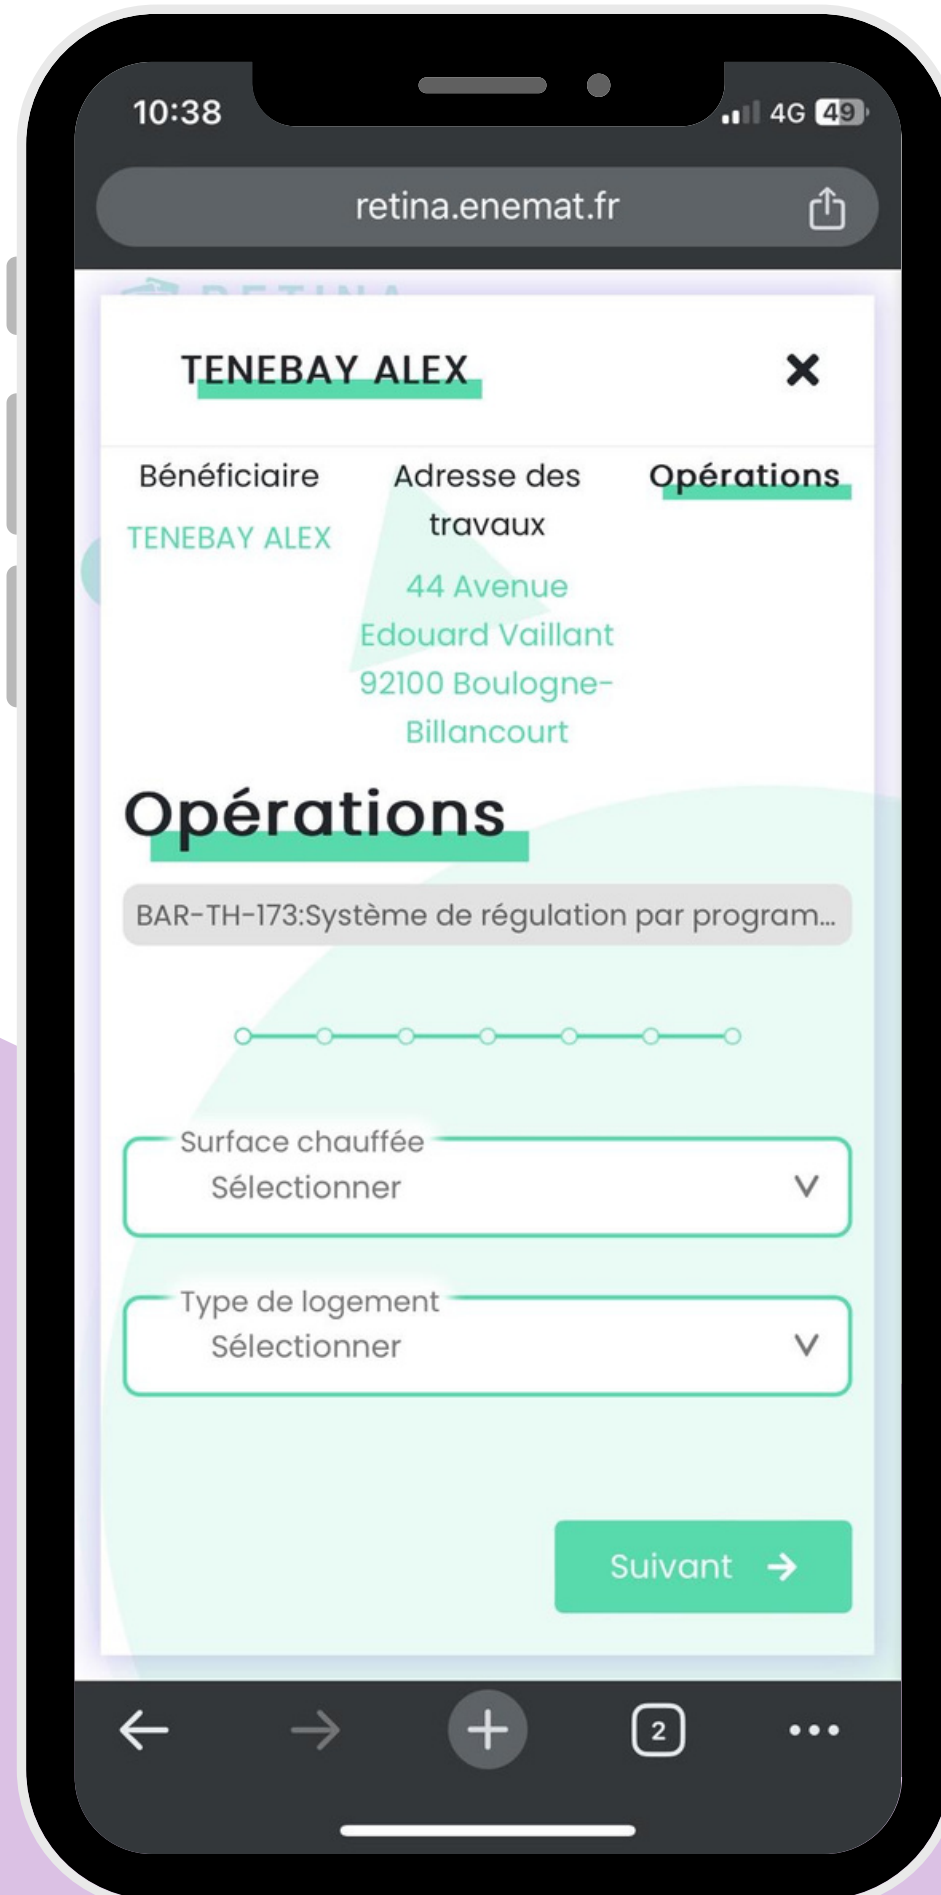 10:38
4G 49
retina.enemat.fr
RETINA
TENEBAY ALEX
Bénéficiaire
TENEBAY ALEX
Adresse des
travaux
44 Avenue
Edouard Vaillant
92100 Boulogne-
Billancourt
Opérations
Opérations
BAR-TH-173:Système de régulation par program...
Surface chauffée
Sélectionner
Type de logement
Sélectionner
Suivant
2